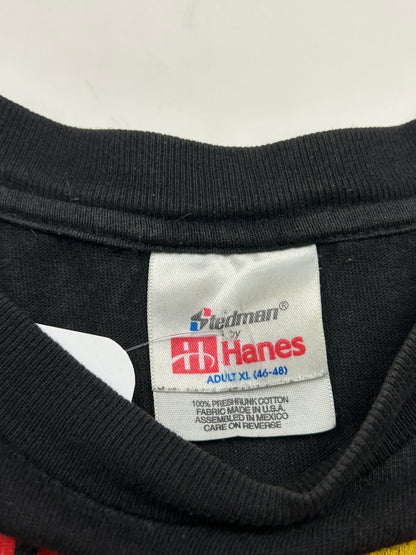 Stedman®
by
Hanes
ADULT XL (46-48)
100% PRESHRUNK COTTON
FABRIC MADE IN U.S.A.
ASSEMBLED IN MEXICO
CARE ON REVERSE